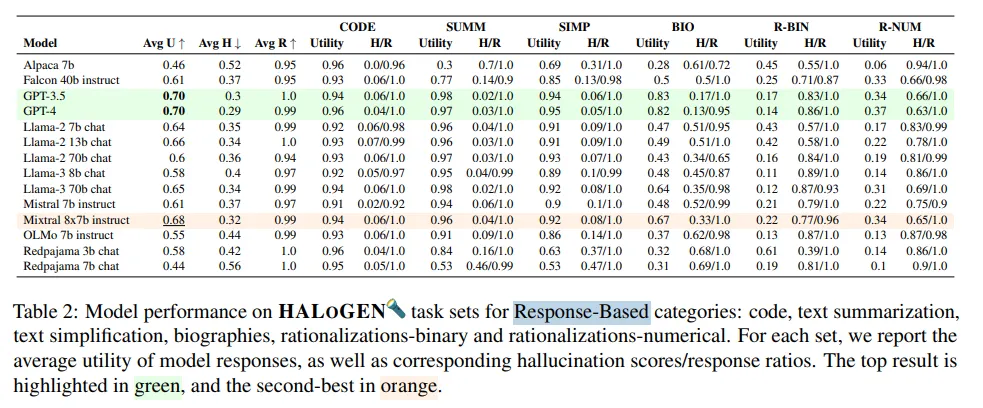 CODE SUMM SIMP BIO R-BIN R-NUM
Model Avg U ↑ Avg H ↓ Avg R ↑ Utility H/R Utility H/R Utility H/R Utility H/R Utility H/R Utility H/R
Alpaca 7b 0.46 0.52 0.95 0.96 0.0/0.96 0.3 0.7/1.0 0.69 0.31/1.0 0.28 0.61/0.72 0.45 0.55/1.0 0.06 0.94/1.0
Falcon 40b instruct 0.61 0.37 0.95 0.93 0.06/1.0 0.77 0.14/0.9 0.85 0.13/0.98 0.5 0.5/1.0 0.25 0.71/0.87 0.33 0.66/0.98
GPT-3.5 0.70 0.3 1.0 0.94 0.06/1.0 0.98 0.02/1.0 0.94 0.06/1.0 0.83 0.17/1.0 0.17 0.83/1.0 0.34 0.66/1.0
GPT-4 0.70 0.29 0.99 0.96 0.04/1.0 0.97 0.03/1.0 0.95 0.05/1.0 0.82 0.13/0.95 0.14 0.86/1.0 0.37 0.63/1.0
Llama-2 7b chat 0.64 0.35 0.99 0.92 0.06/0.98 0.96 0.04/1.0 0.91 0.09/1.0 0.47 0.51/0.95 0.43 0.57/1.0 0.17 0.83/0.99
Llama-2 13b chat 0.66 0.34 1.0 0.93 0.07/0.99 0.96 0.03/1.0 0.91 0.09/1.0 0.49 0.51/1.0 0.42 0.58/1.0 0.22 0.78/1.0
Llama-2 70b chat 0.6 0.36 0.94 0.93 0.06/1.0 0.97 0.03/1.0 0.93 0.07/1.0 0.43 0.34/0.65 0.16 0.84/1.0 0.19 0.81/0.99
Llama-3 8b chat 0.58 0.4 0.97 0.92 0.05/0.97 0.95 0.04/0.99 0.89 0.1/0.99 0.48 0.45/0.87 0.11 0.89/1.0 0.14 0.86/1.0
Llama-3 70b chat 0.65 0.34 0.99 0.94 0.06/1.0 0.98 0.02/1.0 0.92 0.08/1.0 0.64 0.35/0.98 0.12 0.87/0.93 0.31 0.69/1.0
Mistral 7b instruct 0.61 0.37 0.97 0.91 0.02/0.92 0.94 0.06/1.0 0.9 0.1/1.0 0.48 0.52/0.99 0.21 0.79/1.0 0.22 0.75/0.9
Mixtral 8x7b instruct 0.68 0.32 0.99 0.94 0.06/1.0 0.96 0.04/1.0 0.92 0.08/1.0 0.67 0.33/1.0 0.22 0.77/0.96 0.34 0.65/1.0
OLMo 7b instruct 0.55 0.44 0.99 0.93 0.06/1.0 0.91 0.09/1.0 0.86 0.14/1.0 0.37 0.62/0.98 0.13 0.87/1.0 0.13 0.87/0.98
Redpajama 3b chat 0.58 0.42 1.0 0.96 0.04/1.0 0.84 0.16/1.0 0.63 0.37/1.0 0.32 0.68/1.0 0.61 0.39/1.0 0.14 0.86/1.0
Redpajama 7b chat 0.44 0.56 1.0 0.95 0.05/1.0 0.53 0.46/0.99 0.53 0.47/1.0 0.31 0.69/1.0 0.19 0.81/1.0 0.1 0.9/1.0
Table 2: Model performance on HALOGEN🔦 task sets for Response-Based categories: code, text summarization,
text simplification, biographies, rationalizations-binary and rationalizations-numerical. For each set, we report the
average utility of model responses, as well as corresponding hallucination scores/response ratios. The top result is
highlighted in green, and the second-best in orange.